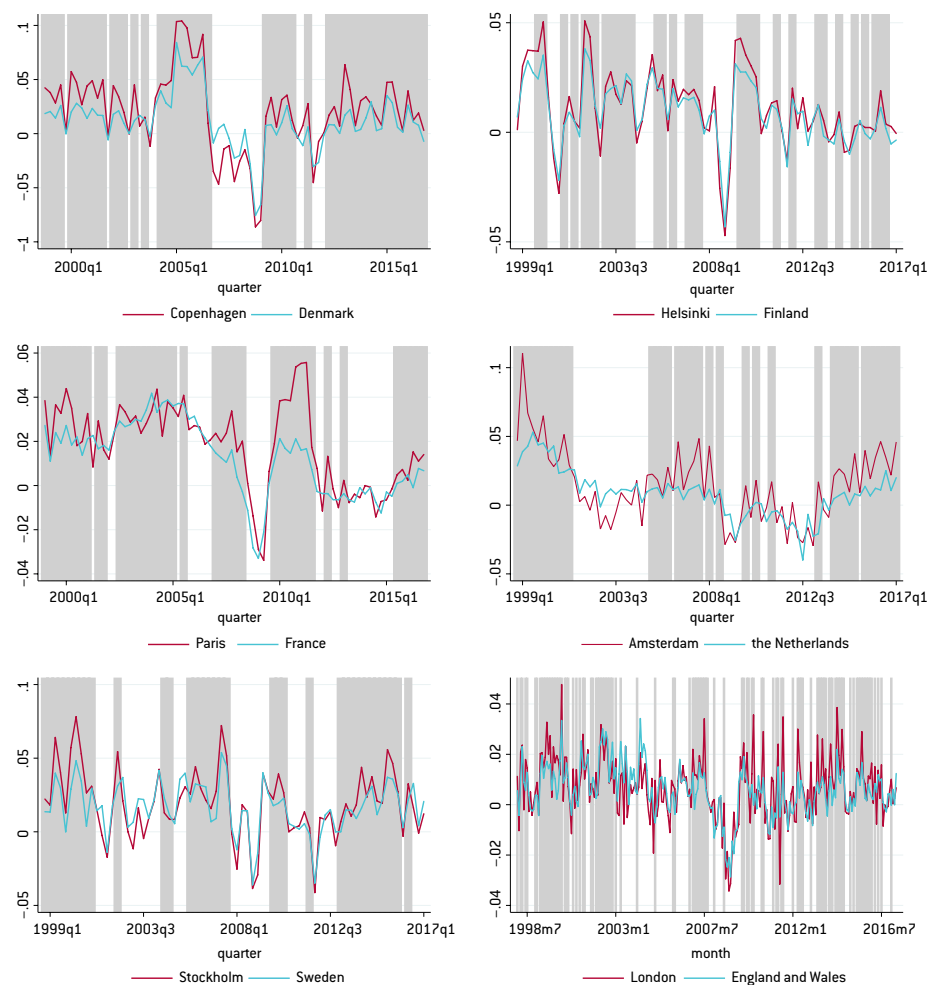 .1
.05
0
-.05
-.1
2000q1 2005q1 2010q1 2015q1
quarter
Copenhagen Denmark
.05
0
-.05
1999q1 2003q3 2008q1 2012q3 2017q1
quarter
Helsinki Finland
.06
.04
.02
0
-.02
-.04
2000q1 2005q1 2010q1 2015q1
quarter
Paris France
.1
.05
0
-.05
1999q1 2003q3 2008q1 2012q3 2017q1
quarter
Amsterdam the Netherlands
.1
.05
0
-.05
1999q1 2003q3 2008q1 2012q3 2017q1
quarter
Stockholm Sweden
.04
.02
0
-.02
-.04
1998m7 2003m1 2007m7 2012m1 2016m7
month
London England and Wales